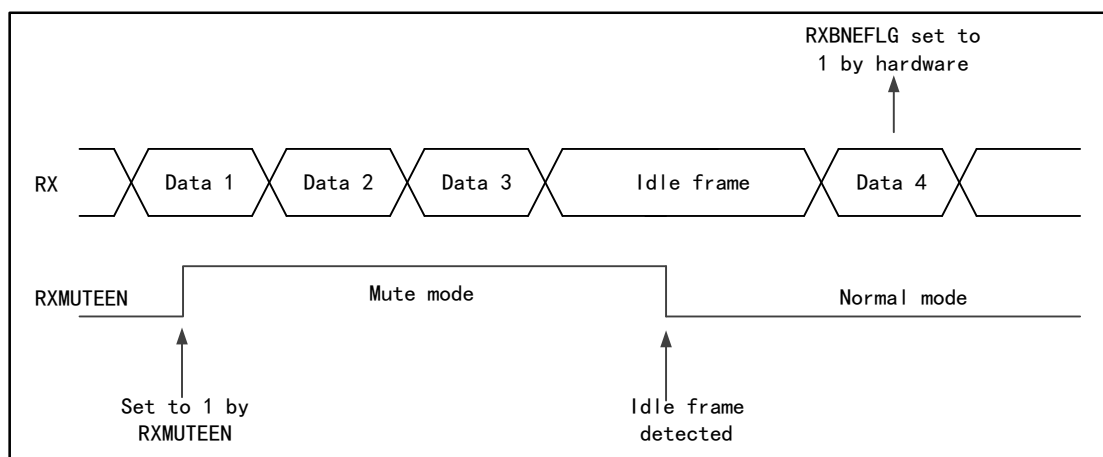 RXBNEFLG set to
1 by hardware
RX
Data 1
Data 2
Data 3
Idle frame
Data 4
RXMUTEEN
Mute mode
Normal mode
Set to 1 by
RXMUTEEN
Idle frame
detected